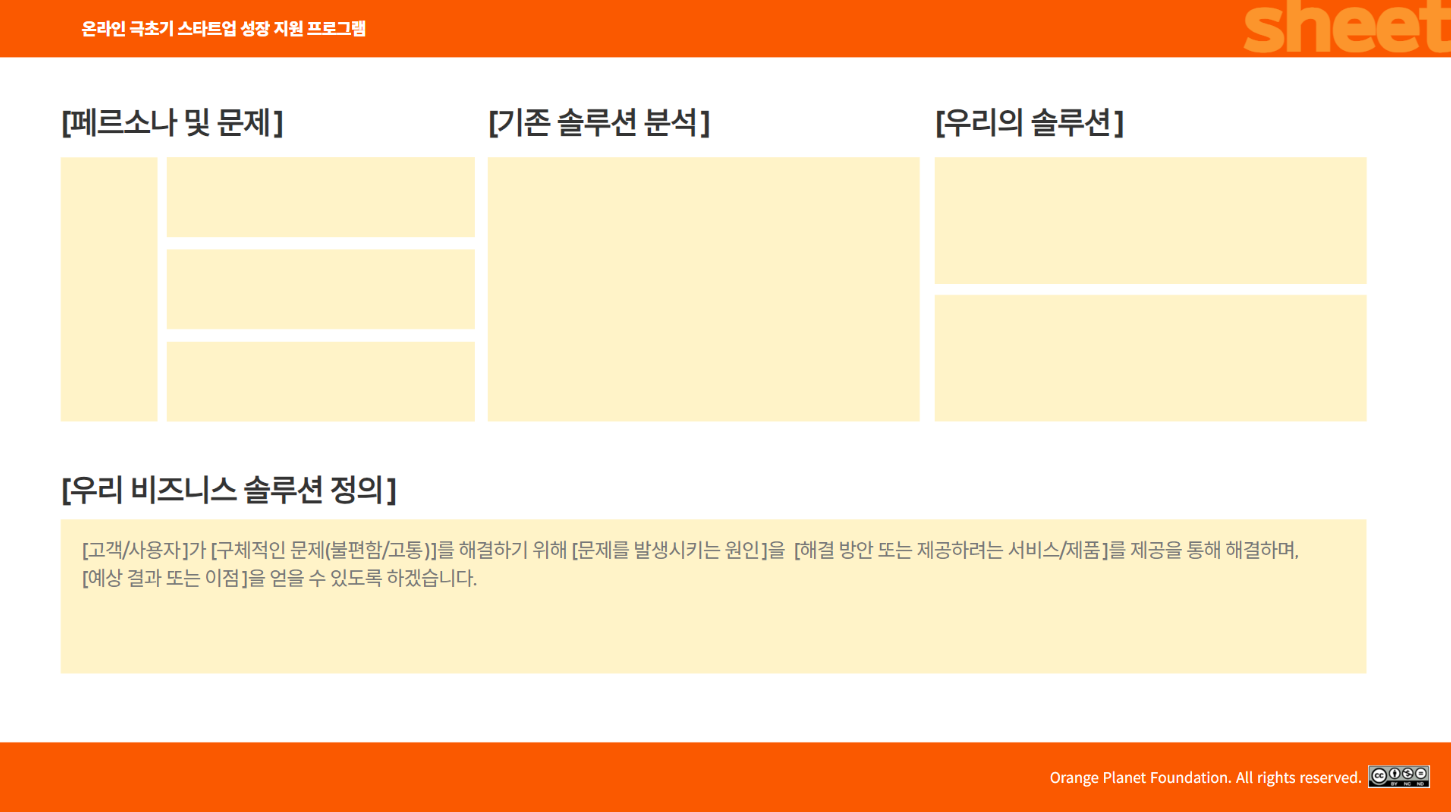 온라인 극초기 스타트업 성장 지원 프로그램
sheet
[페르소나 및 문제]
[기존 솔루션 분석]
[우리의 솔루션]
[우리 비즈니스 솔루션 정의]
[고객/사용자]가 [구체적인 문제(불편함/고통)]를 해결하기 위해 [문제를 발생시키는 원인]을  [해결 방안 또는 제공하려는 서비스/제품]를 제공을 통해 해결하며,
[예상 결과 또는 이점]을 얻을 수 있도록 하겠습니다.
Orange Planet Foundation. All rights reserved.
cc
BY NC ND